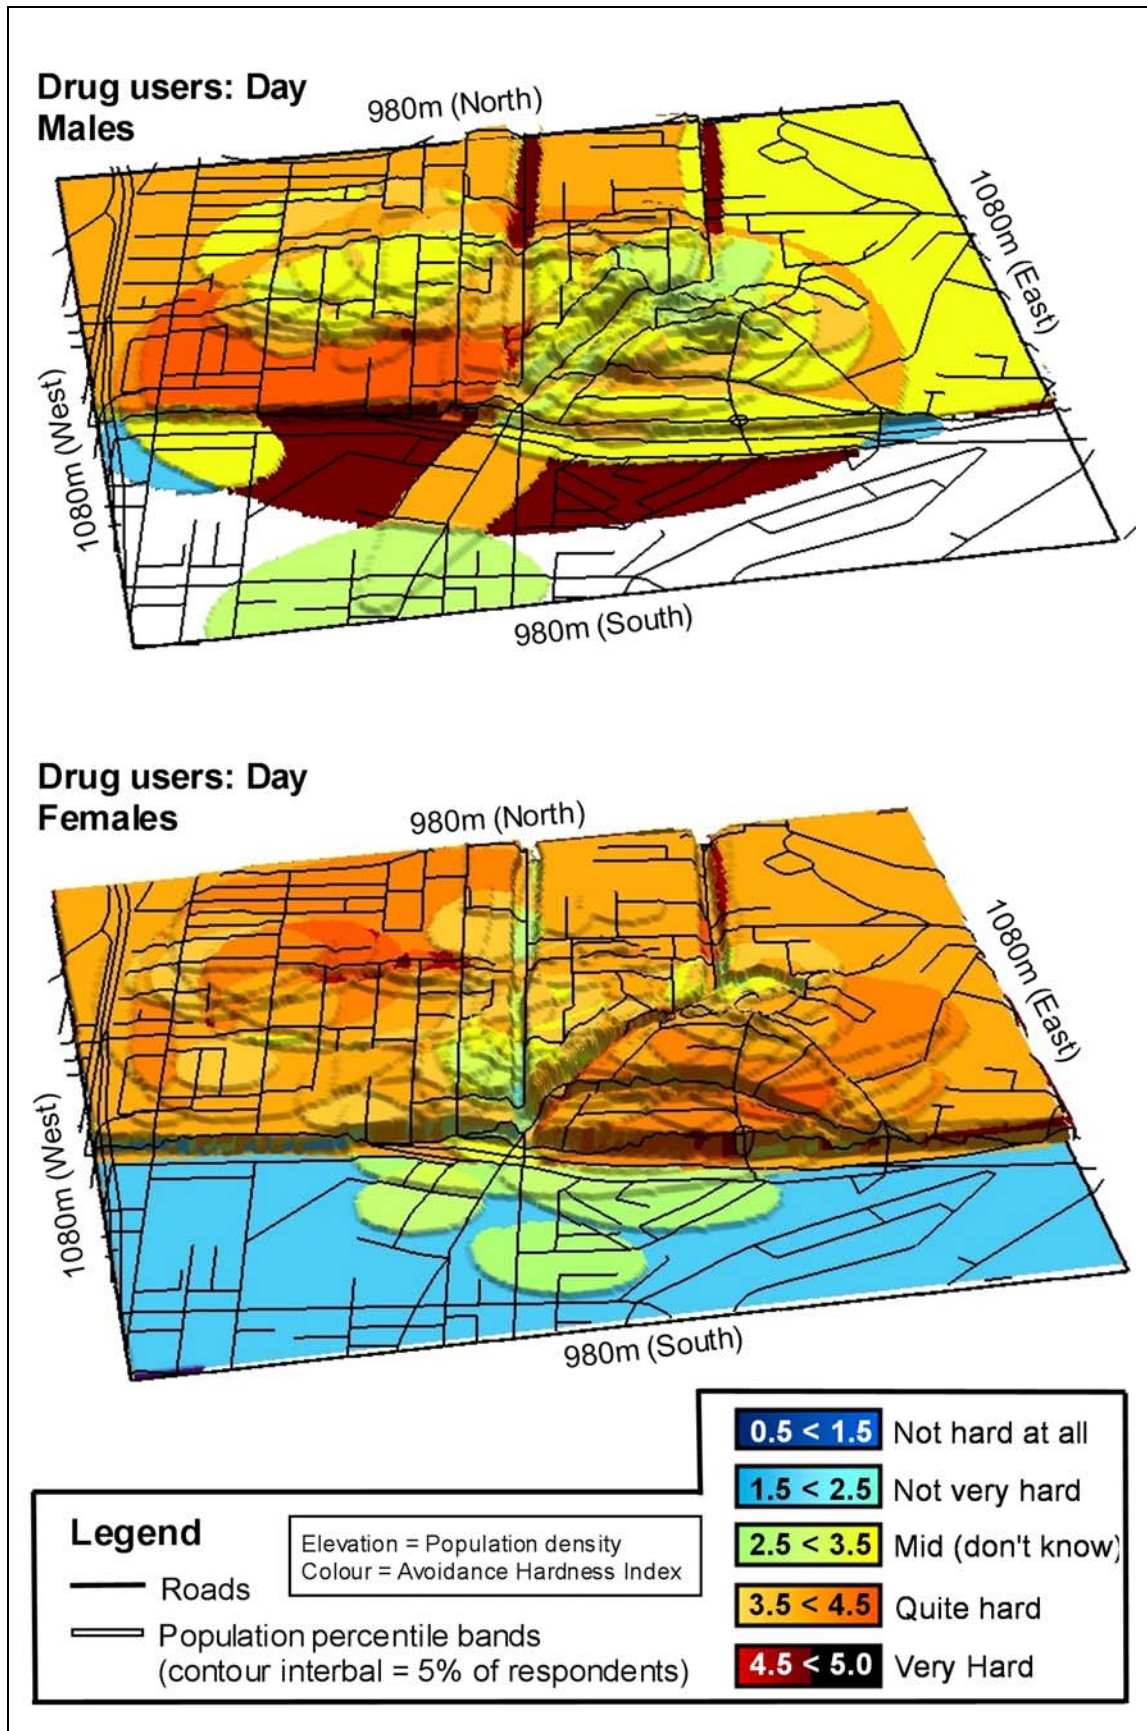 Drug users: Day
Males
980m (North)
1080m (East)
1080m (West)
980m (South)
Drug users: Day
Females
980m (North)
1080m (East)
1080m (West)
980m (South)
Legend
Roads
Population percentile bands
(contour interbal = 5% of respondents)
Elevation = Population density
Colour = Avoidance Hardness Index
0.5 < 1.5 Not hard at all
1.5 < 2.5 Not very hard
2.5 < 3.5 Mid (don't know)
3.5 < 4.5 Quite hard
4.5 < 5.0 Very Hard